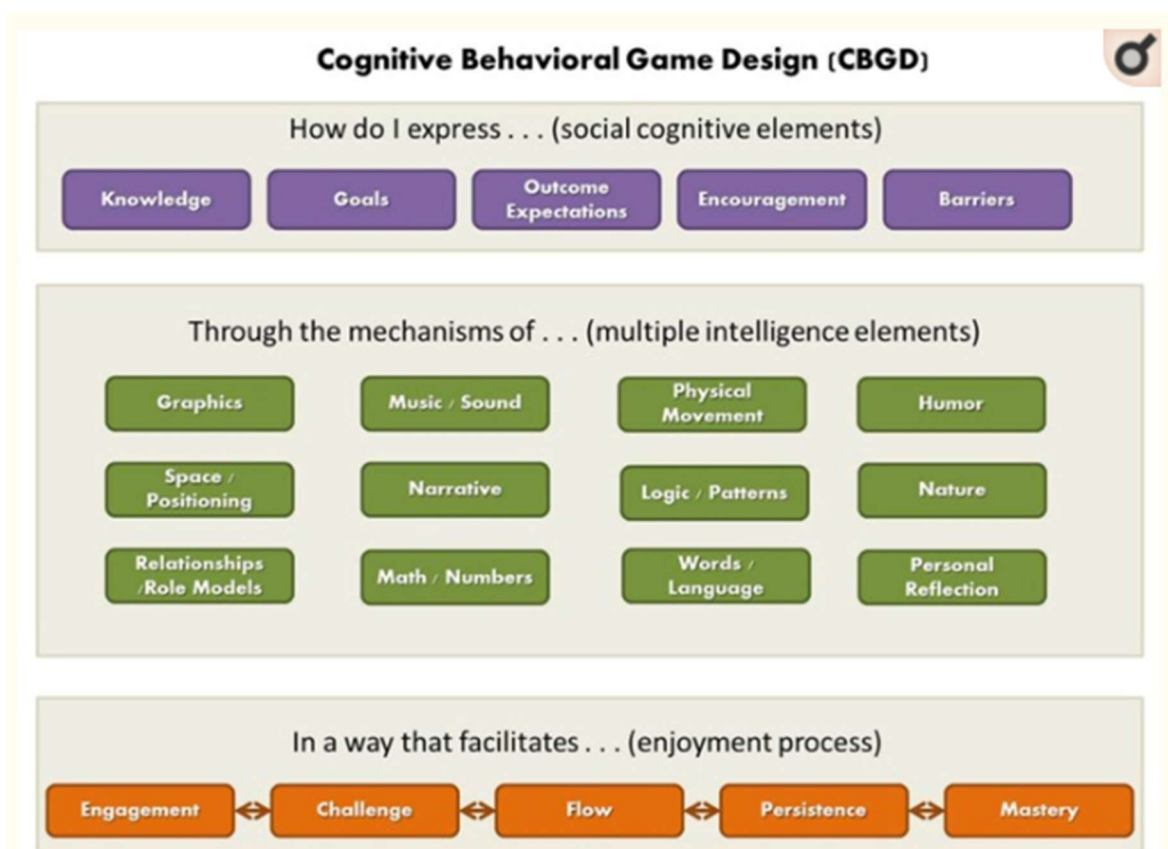 Cognitive Behavioral Game Design (CBGD)
How do I express . . . (social cognitive elements)
Knowledge
Goals
Outcome
Expectations
Encouragement
Barriers
Through the mechanisms of . . . (multiple intelligence elements)
Graphics
Music / Sound
Physical
Movement
Humor
Space /
Positioning
Narrative
Logic / Patterns
Nature
Relationships
/Role Models
Math / Numbers
Words /
Language
Personal
Reflection
In a way that facilitates . . . (enjoyment process)
Engagement
Challenge
Flow
Persistence
Mastery